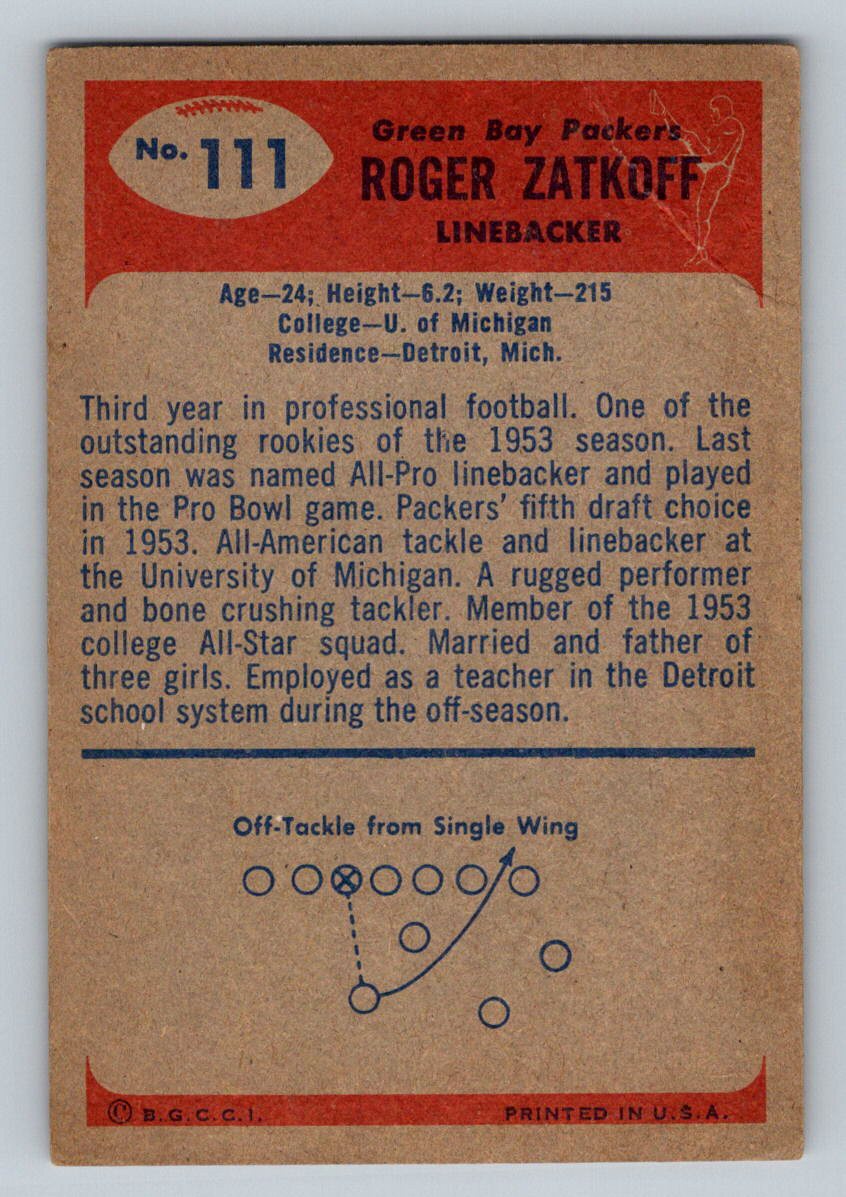 No. 111
Green Bay Packers
ROGER ZATKOFF
LINEBACKER
Age—24; Height—6.2; Weight—215
College—U. of Michigan
Residence—Detroit, Mich.
Third year in professional football. One of the
outstanding rookies of the 1953 season. Last
season was named All-Pro linebacker and played
in the Pro Bowl game. Packers' fifth draft choice
in 1953. All-American tackle and linebacker at
the University of Michigan. A rugged performer
and bone crushing tackler. Member of the 1953
college All-Star squad. Married and father of
three girls. Employed as a teacher in the Detroit
school system during the off-season.
Off-Tackle from Single Wing
© B.G.C.C.I. PRINTED IN U.S.A.